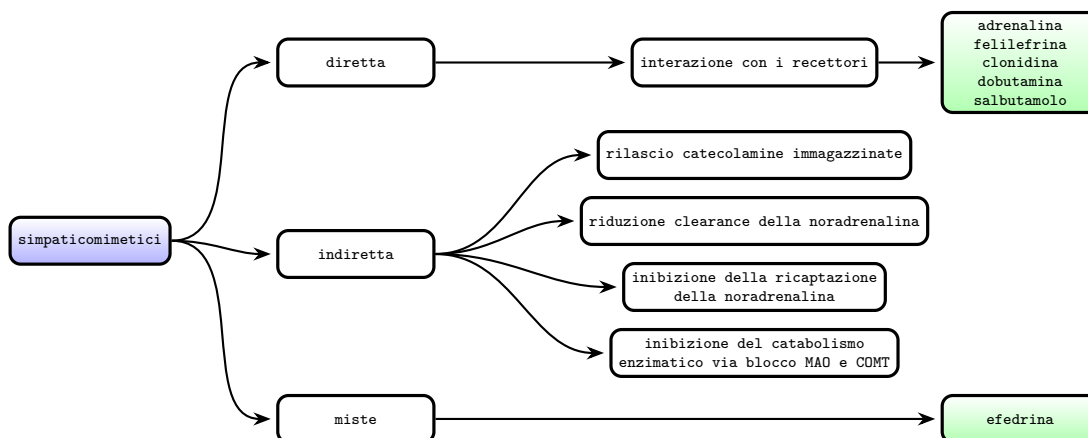 simpaticomimetici
diretta
interazione con i recettori
adrenalina
felilefrina
clonidina
dobutamina
salbutamolo
indiretta
rilascio catecolamine immagazzinate
riduzione clearance della noradrenalina
inibizione della ricaptazione
della noradrenalina
inibizione del catabolismo
enzimatico via blocco MAO e COMT
miste
efedrina